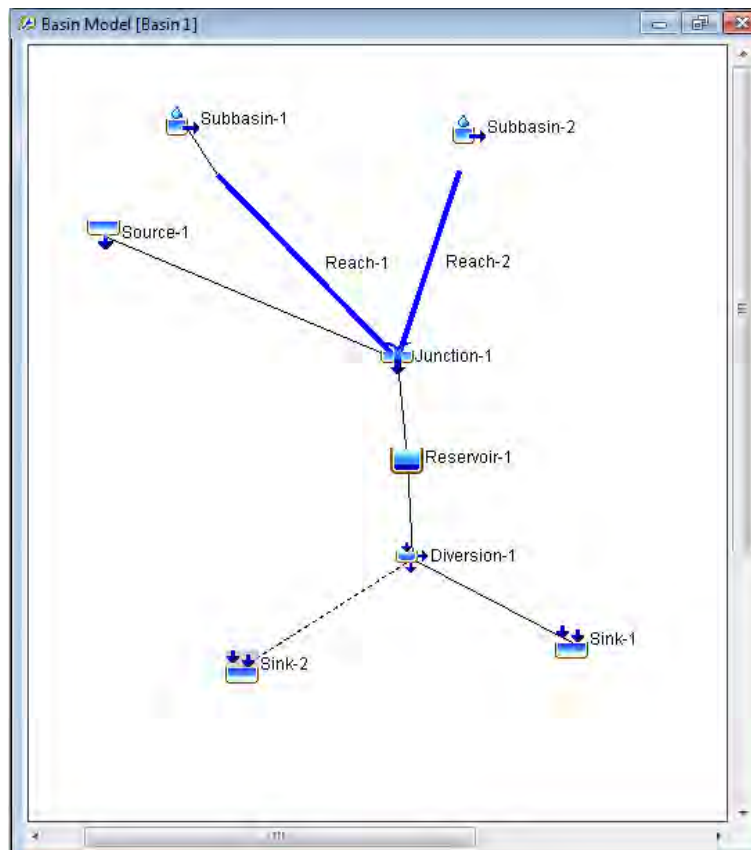 Basin Model [Basin 1]
Subbasin-1
Subbasin-2
Source-1
Reach-1
Reach-2
Junction-1
Reservoir-1
Diversion-1
Sink-1
Sink-2